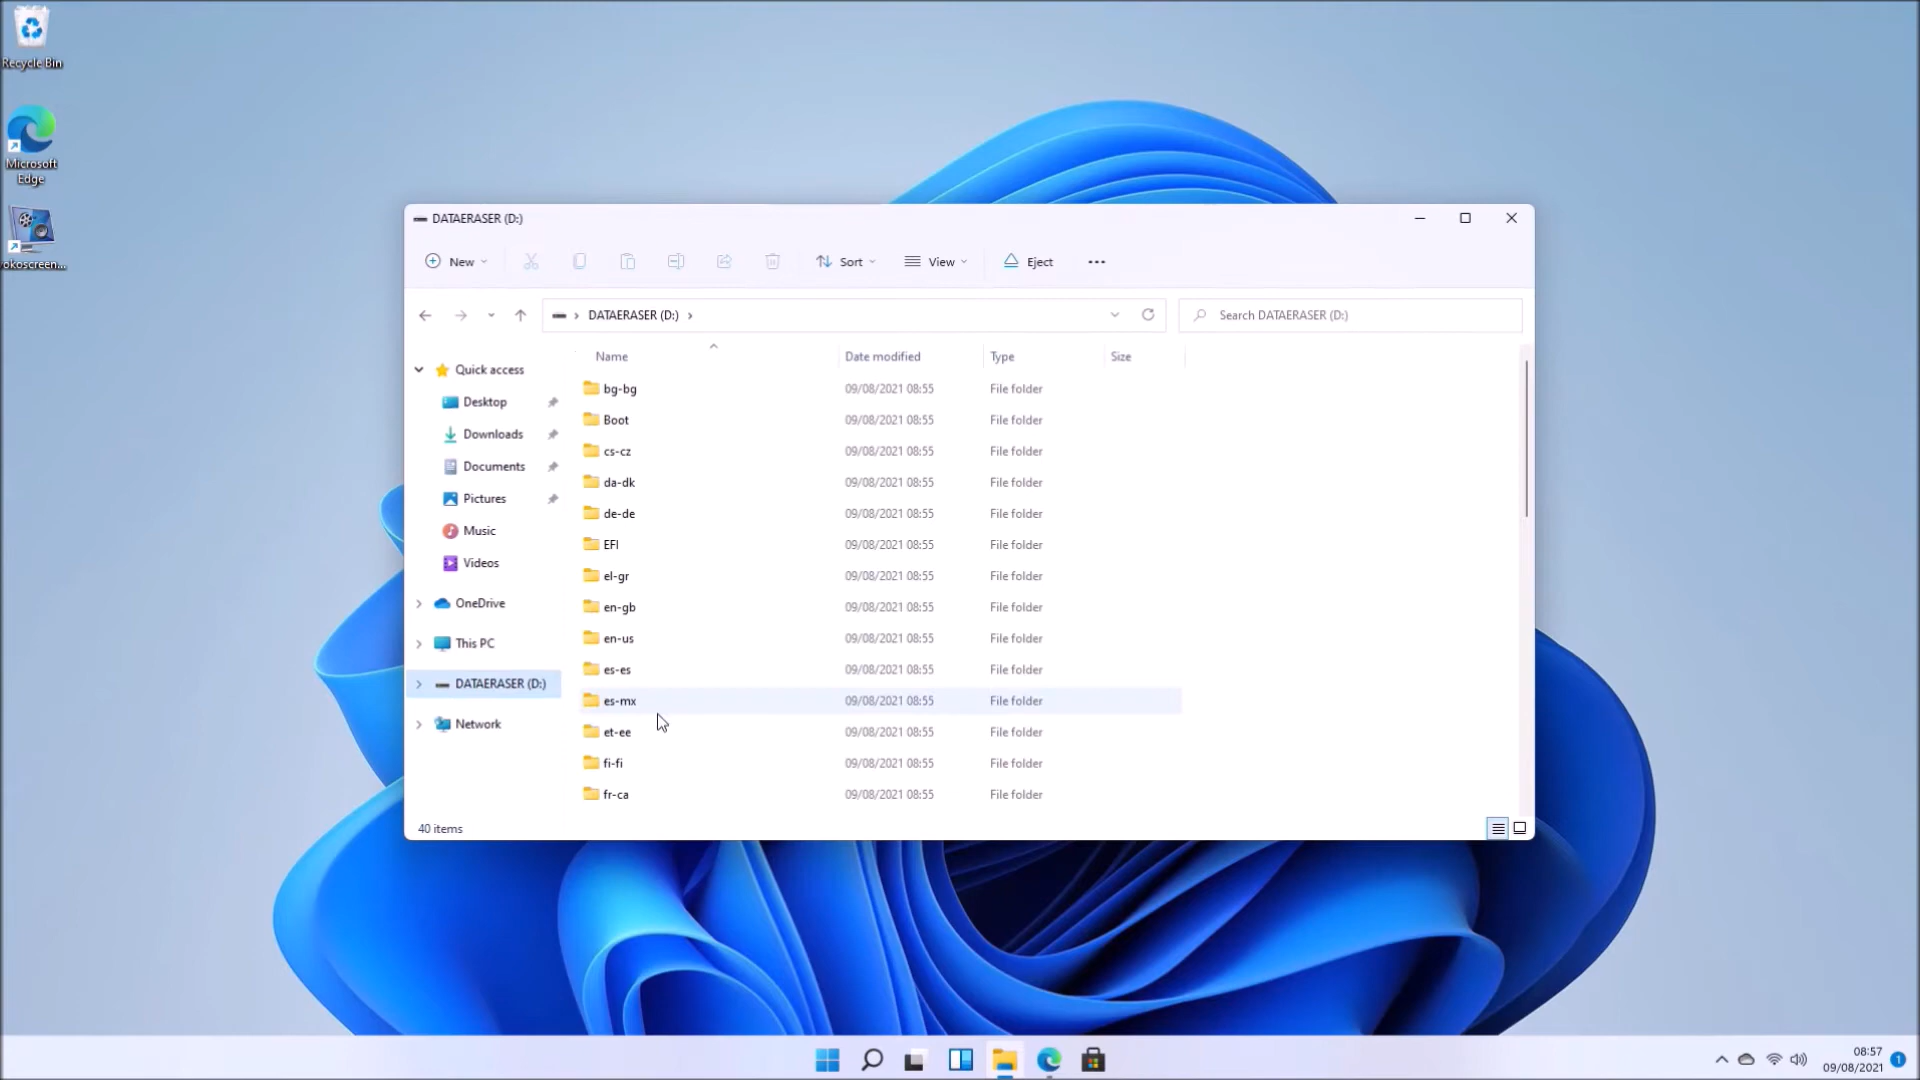 Recycle Bin
Microsoft
Edge
vokoscreen...
DATAERASER (D:)
New
Sort
View
Eject
DATAERASER (D:)
Search DATAERASER (D:)
Name Date modified Type Size
Quick access
Desktop
Downloads
Documents
Pictures
Music
Videos
OneDrive
This PC
DATAERASER (D:)
Network
bg-bg 09/08/2021 08:55 File folder
Boot 09/08/2021 08:55 File folder
cs-cz 09/08/2021 08:55 File folder
da-dk 09/08/2021 08:55 File folder
de-de 09/08/2021 08:55 File folder
EFI 09/08/2021 08:55 File folder
el-gr 09/08/2021 08:55 File folder
en-gb 09/08/2021 08:55 File folder
en-us 09/08/2021 08:55 File folder
es-es 09/08/2021 08:55 File folder
es-mx 09/08/2021 08:55 File folder
et-ee 09/08/2021 08:55 File folder
fi-fi 09/08/2021 08:55 File folder
fr-ca 09/08/2021 08:55 File folder
40 items
08:57
09/08/2021
1